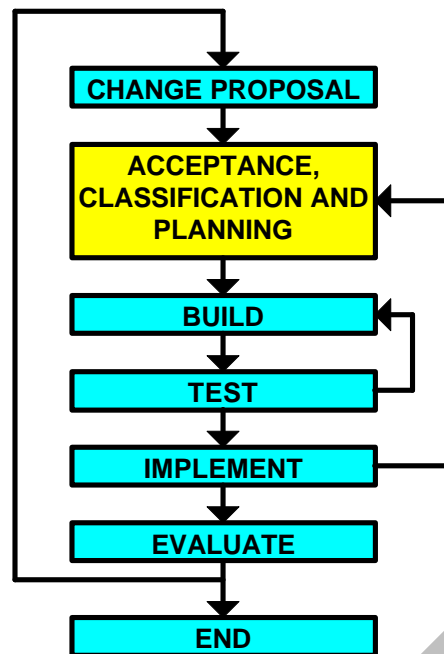 CHANGE PROPOSAL
ACCEPTANCE,
CLASSIFICATION AND
PLANNING
BUILD
TEST
IMPLEMENT
EVALUATE
END